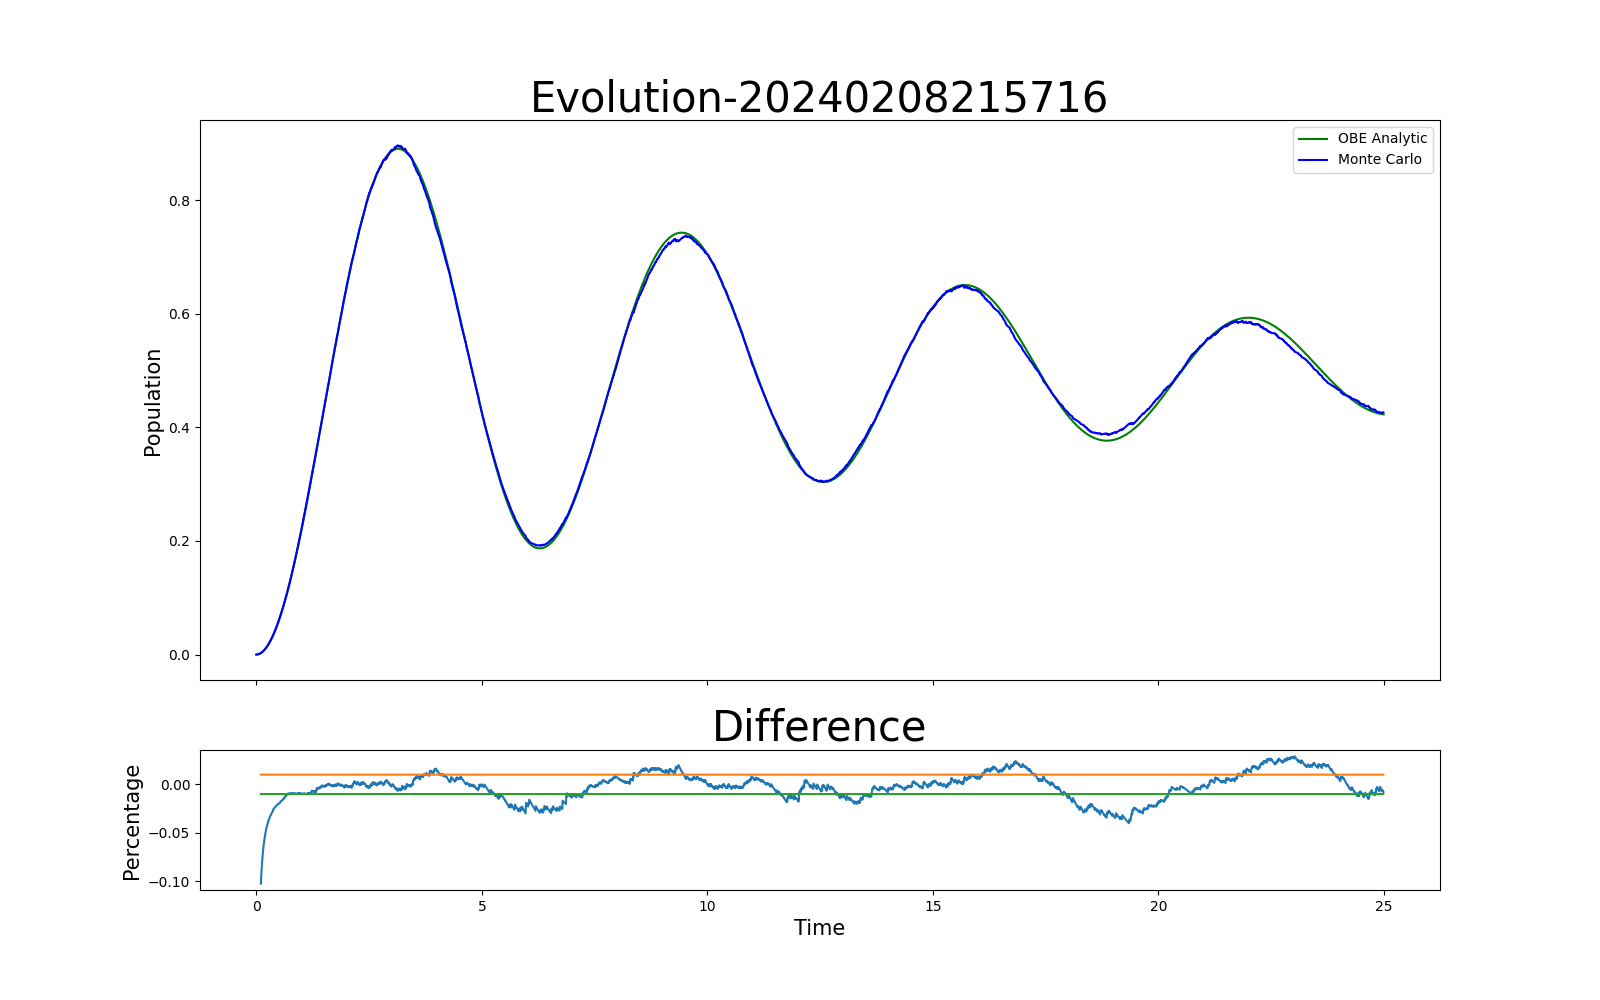 Evolution-20240208215716
OBE Analytic
Monte Carlo
0.8
0.6
0.4
0.2
0.0
Population
Difference
0.00
−0.05
−0.10
Percentage
0 5 10 15 20 25
Time